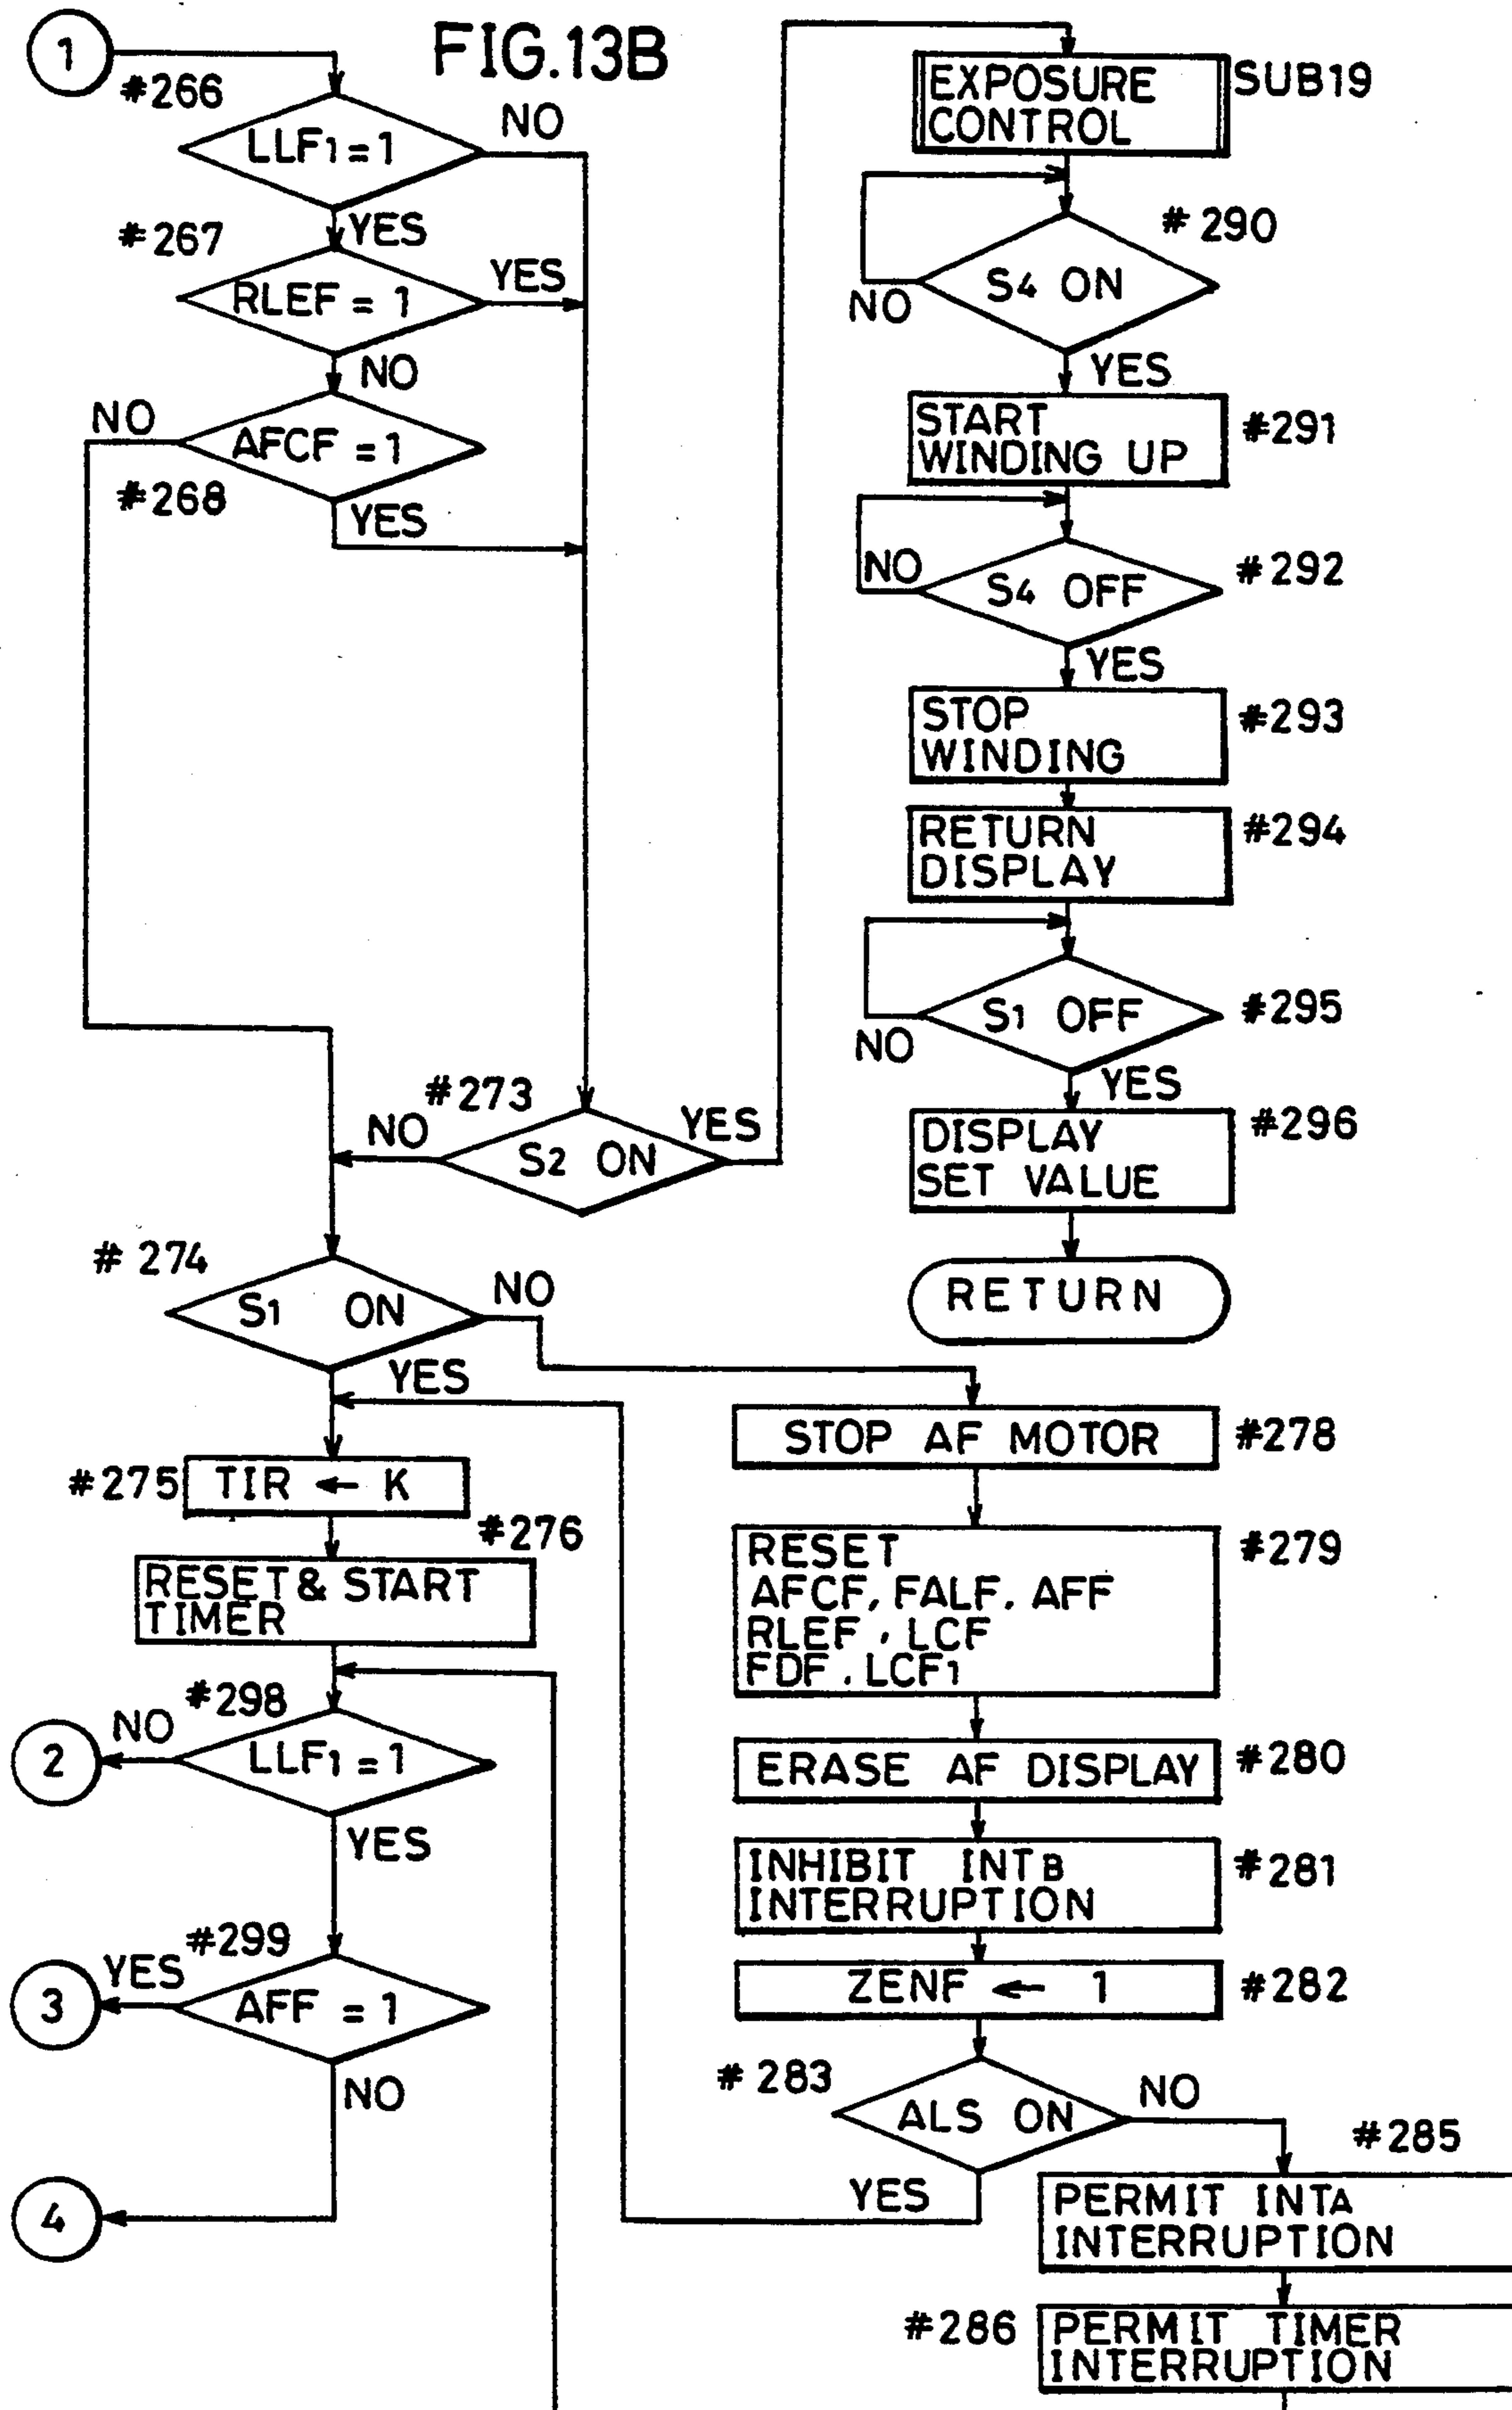 FIG.13B
1
#266
LLF1=1
NO
YES
#267
RLEF = 1
YES
NO
NO
AFCF = 1
#268
YES
#273
NO
S2 ON
YES
#274
S1 ON
NO
YES
#275
TIR ← K
#276
RESET & START
TIMER
#298
NO
2
LLF1 = 1
YES
#299
YES
3
AFF = 1
NO
4
EXPOSURE
CONTROL
SUB19
#290
S4 ON
NO
YES
START
WINDING UP
#291
NO
S4 OFF
#292
YES
STOP
WINDING
#293
RETURN
DISPLAY
#294
S1 OFF
#295
NO
YES
DISPLAY
SET VALUE
#296
RETURN
STOP AF MOTOR
#278
RESET
AFCF, FALF, AFF
RLEF, LCF
FDF, LCF1
#279
ERASE AF DISPLAY
#280
INHIBIT INTB
INTERRUPTION
#281
ZENF ← 1
#282
#283
ALS ON
NO
YES
#285
PERMIT INTA
INTERRUPTION
#286
PERMIT TIMER
INTERRUPTION